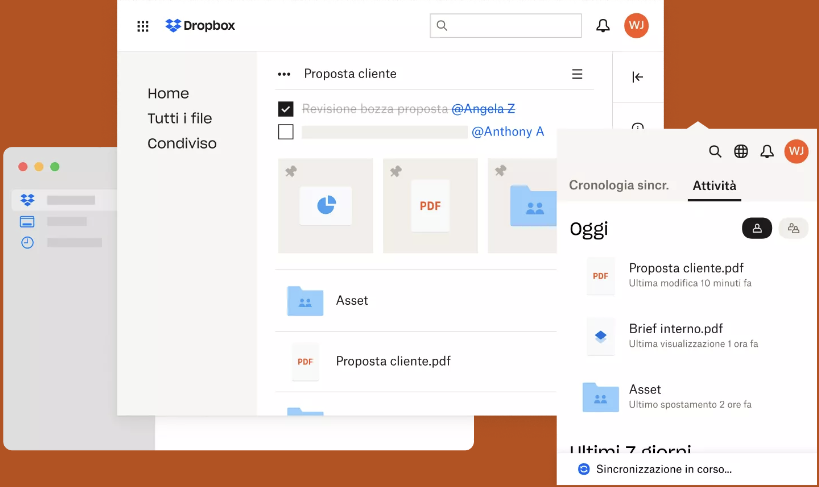 Dropbox
WJ
Home
Tutti i file
Condiviso
Proposta cliente
Revisione bozza proposta @Angela Z
@Anthony A
PDF
Asset
PDF
Proposta cliente.pdf
WJ
Cronologia sincr.
Attività
Oggi
PDF
Proposta cliente.pdf
Ultima modifica 10 minuti fa
Brief interno.pdf
Ultima visualizzazione 1 ora fa
Asset
Ultimo spostamento 2 ore fa
Ultimi 7 giorni
Sincronizzazione in corso...